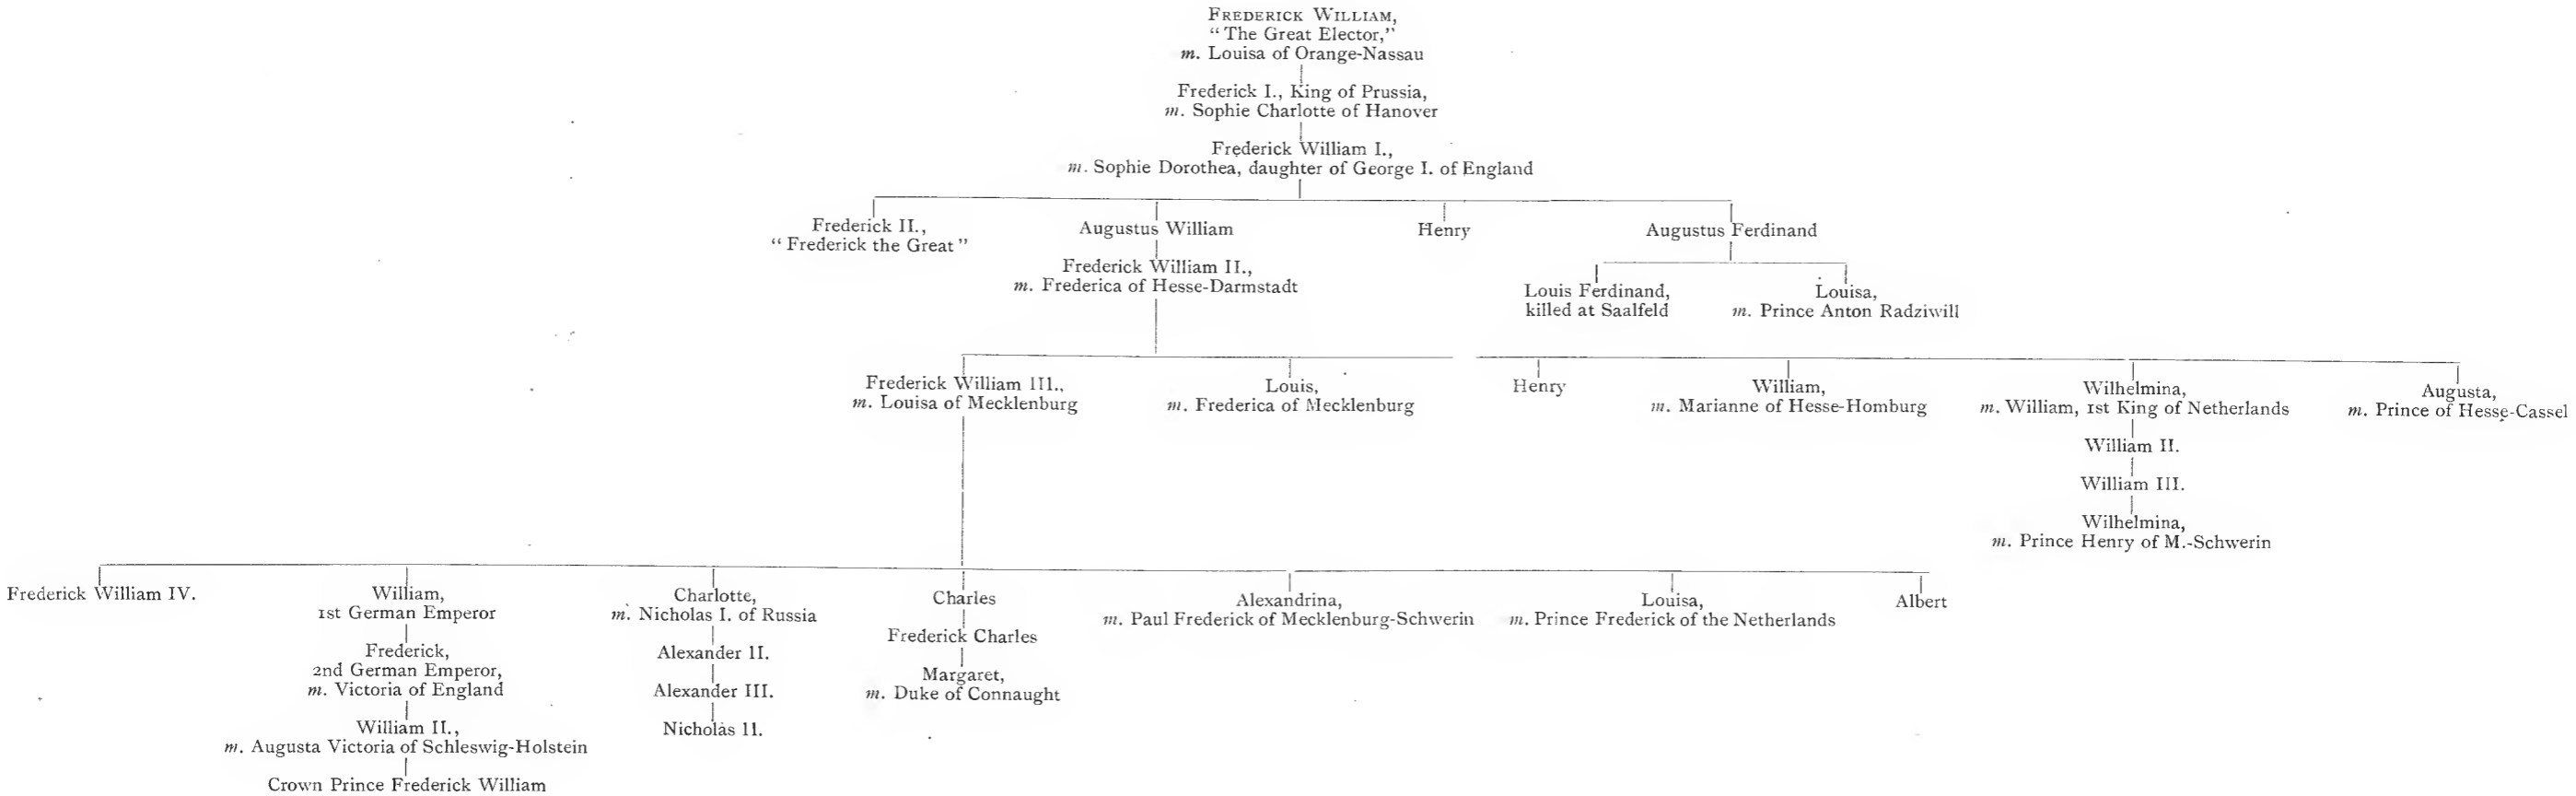 FREDERICK WILLIAM,
"The Great Elector,"
m. Louisa of Orange-Nassau
Frederick I., King of Prussia,
m. Sophie Charlotte of Hanover
Frederick William I.,
m. Sophie Dorothea, daughter of George I. of England
Frederick II.,
"Frederick the Great"
Augustus William
Henry
Augustus Ferdinand
Frederick William II.,
m. Frederica of Hesse-Darmstadt
Louis Ferdinand,
killed at Saalfeld
Louisa,
m. Prince Anton Radziwill
Frederick William III.,
m. Louisa of Mecklenburg
Louis,
m. Frederica of Mecklenburg
Henry
William,
m. Marianne of Hesse-Homburg
Wilhelmina,
m. William, 1st King of Netherlands
William II.
William III.
Wilhelmina,
m. Prince Henry of M.-Schwerin
Augusta,
m. Prince of Hesse-Cassel
Frederick William IV.
William,
1st German Emperor
Frederick,
2nd German Emperor,
m. Victoria of England
William II.,
m. Augusta Victoria of Schleswig-Holstein
Crown Prince Frederick William
Charlotte,
m. Nicholas I. of Russia
Alexander II.
Alexander III.
Nicholas II.
Charles
Frederick Charles
Margaret,
m. Duke of Connaught
Alexandrina,
m. Paul Frederick of Mecklenburg-Schwerin
Louisa,
m. Prince Frederick of the Netherlands
Albert